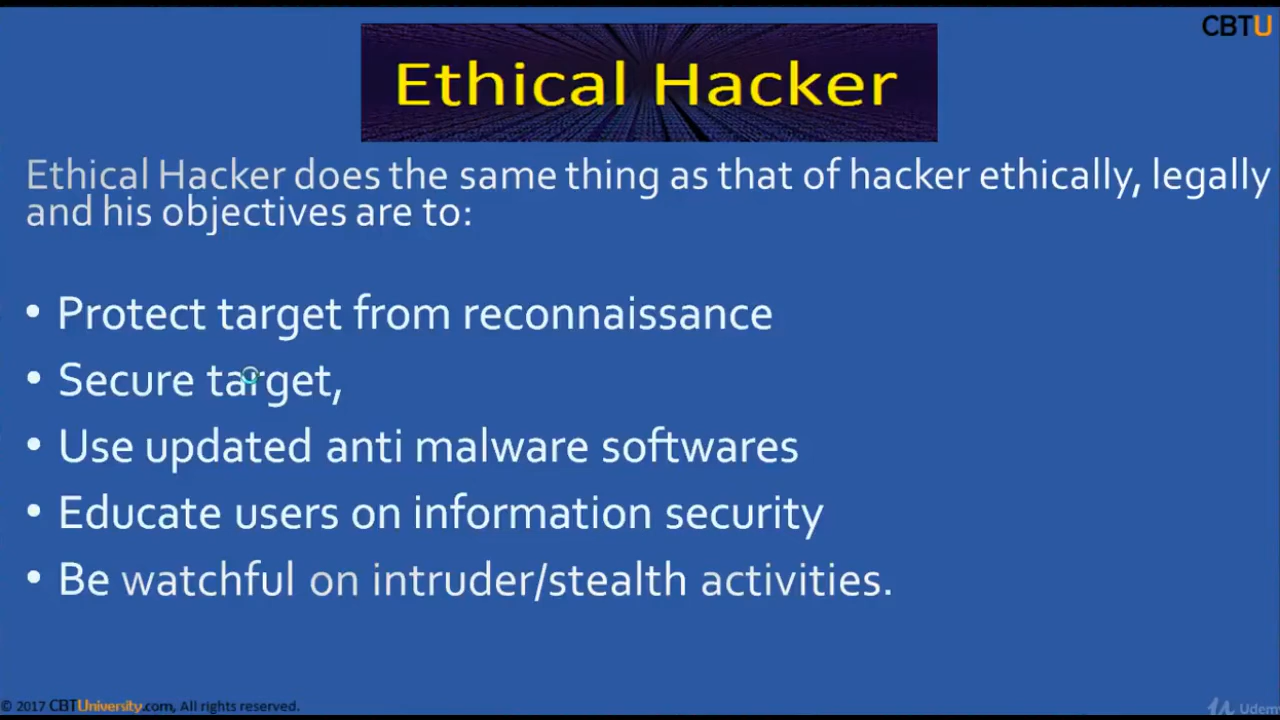 CBTU
Ethical Hacker
Ethical Hacker does the same thing as that of hacker ethically, legally
and his objectives are to:
• Protect target from reconnaissance
• Secure target,
• Use updated anti malware softwares
• Educate users on information security
• Be watchful on intruder/stealth activities.
© 2017 CBTUniversity.com, All rights reserved.
Udem